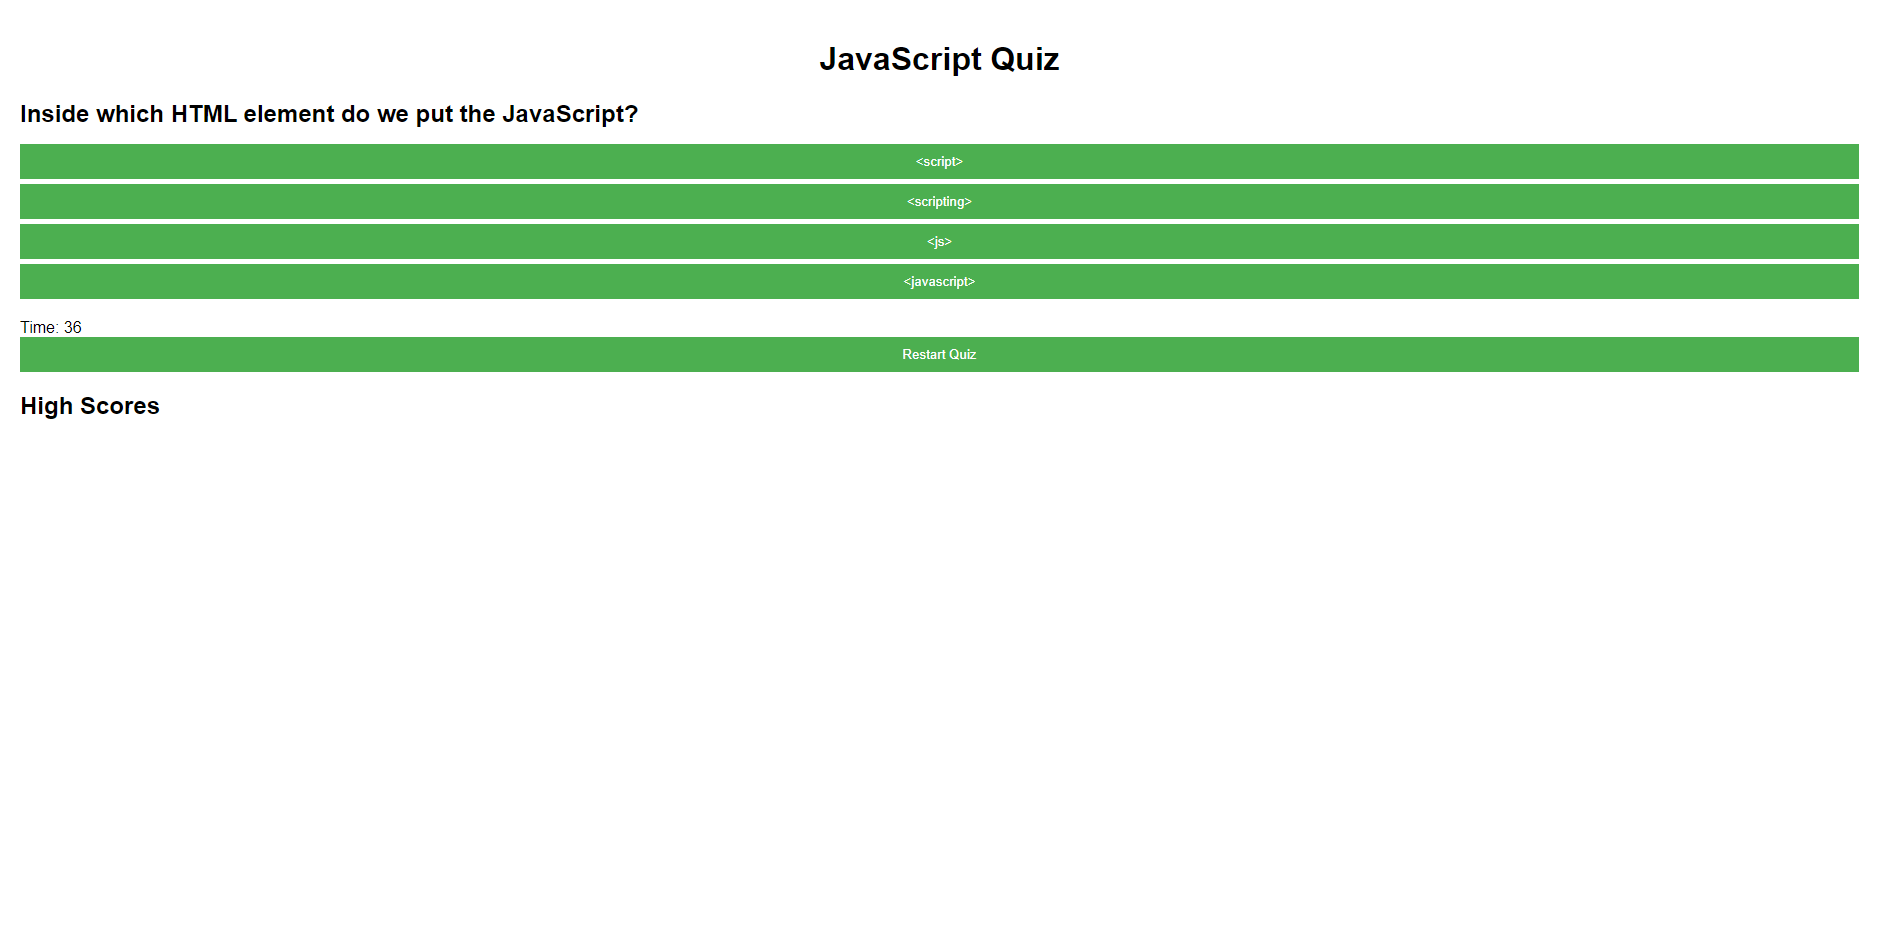 JavaScript Quiz
Inside which HTML element do we put the JavaScript?
<script>
<scripting>
<js>
<javascript>
Time: 36
Restart Quiz
High Scores